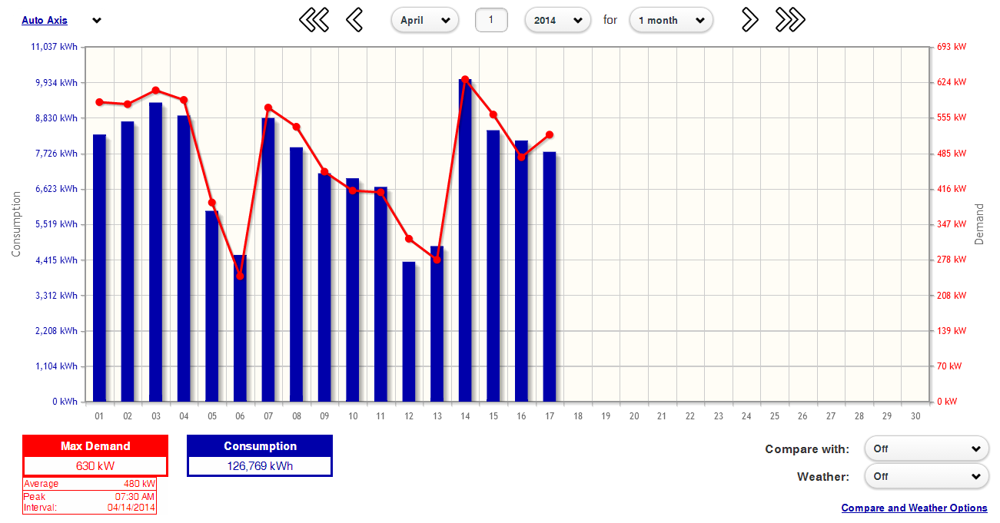 Auto Axis April 1 2014 for 1 month
11,037 kWh 693 kW
9,934 kWh 624 kW
8,830 kWh 555 kW
7,726 kWh 485 kW
6,623 kWh 416 kW
5,519 kWh 347 kW
4,415 kWh 278 kW
3,312 kWh 208 kW
2,208 kWh 139 kW
1,104 kWh 70 kW
0 kWh 0 kW
Consumption
Demand
01 02 03 04 05 06 07 08 09 10 11 12 13 14 15 16 17 18 19 20 21 22 23 24 25 26 27 28 29 30
Max Demand
630 kW
Average 480 kW
Peak 07:30 AM
Interval: 04/14/2014
Consumption
126,769 kWh
Compare with: Off
Weather: Off
Compare and Weather Options